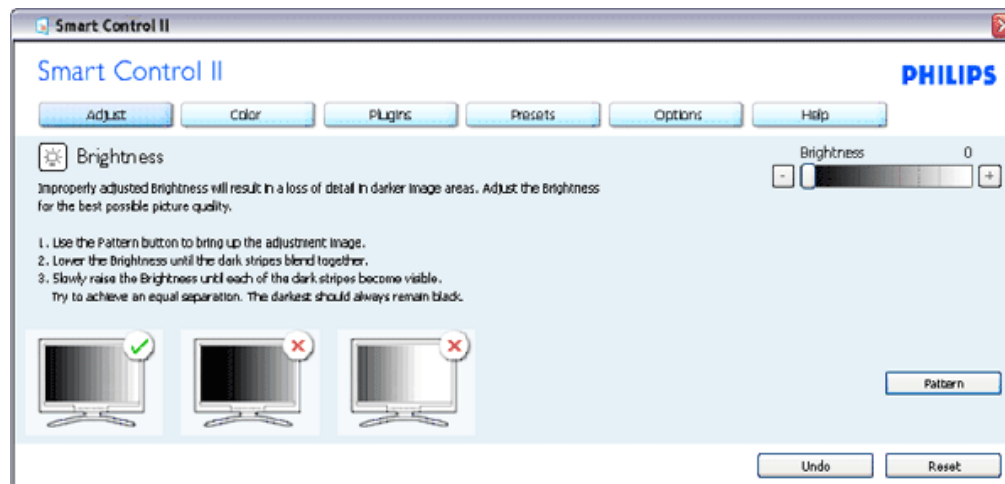 Smart Control II
Smart Control II
PHILIPS
Adjust Color Plugins Presets Options Help
Brightness
Brightness 0
- +
Improperly adjusted Brightness will result in a loss of detail in darker image areas. Adjust the Brightness
for the best possible picture quality.
1. Use the Pattern button to bring up the adjustment image.
2. Lower the Brightness until the dark stripes blend together.
3. Slowly raise the Brightness until each of the dark stripes become visible.
Try to achieve an equal separation. The darkest should always remain black.
Pattern
Undo Reset